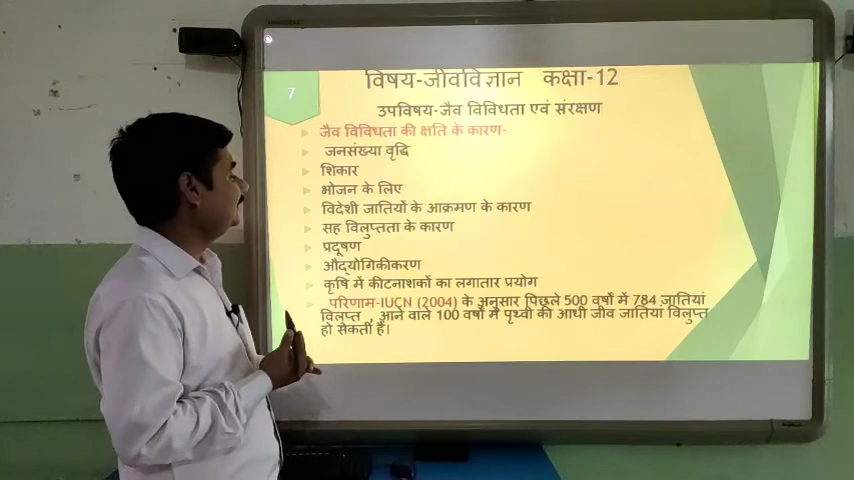 7
विषय-जीवविज्ञान कक्षा-12
उपविषय-जैव विविधता एवं संरक्षण
जैव विविधता की क्षति के कारण-
जनसंख्या वृद्धि
शिकार
भोजन के लिए
विदेशी जातियों के आक्रमण के कारण
सह विलुप्तता के कारण
प्रदूषण
औद्योगिकीकरण
कृषि में कीटनाशकों का लगातार प्रयोग
परिणाम-IUCN (2004) के अनुसार पिछले 500 वर्षों में 784 जातियां
विलुप्त , आने वाले 100 वर्षों में पृथ्वी की आधी जीव जातियां विलुप्त
हो सकती हैं।